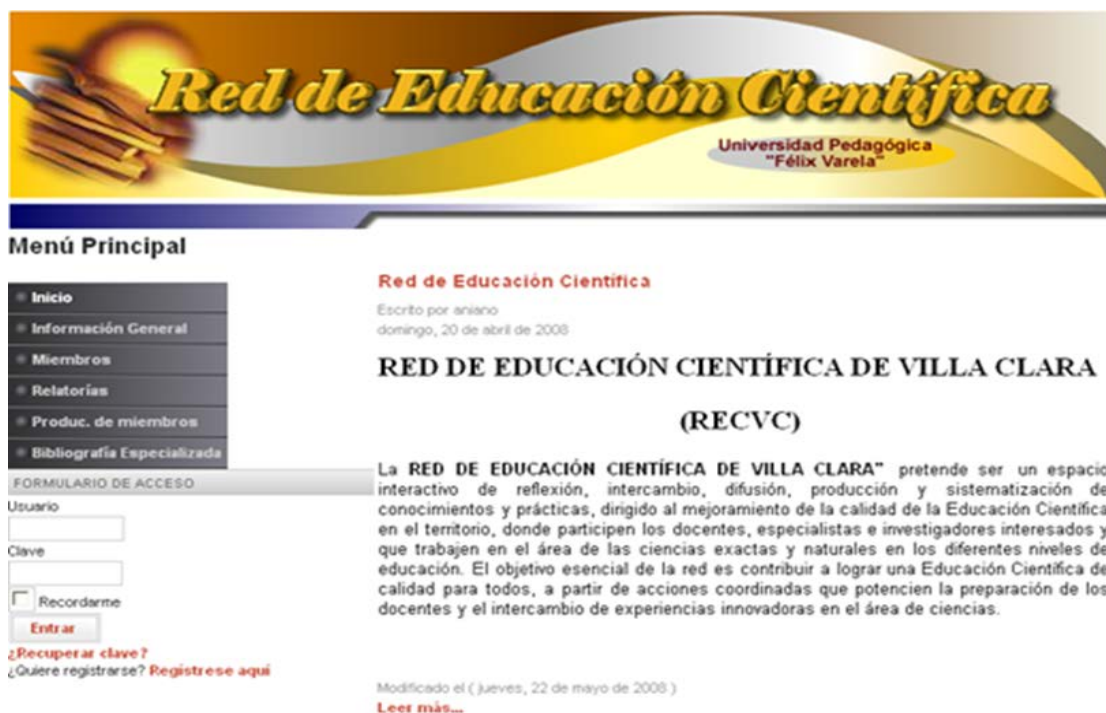 Red de Educación Científica
Universidad Pedagógica
"Félix Varela"
Menú Principal
Inicio
Información General
Miembros
Relatorías
Produc. de miembros
Bibliografía Especializada
FORMULARIO DE ACCESO
Usuario
Clave
Recordarme
Entrar
¿Recuperar clave?
¿Quiere registrarse? Regístrese aquí
Red de Educación Científica
Escrito por aniano
domingo, 20 de abril de 2008
RED DE EDUCACIÓN CIENTÍFICA DE VILLA CLARA
(RECVC)
La RED DE EDUCACIÓN CIENTÍFICA DE VILLA CLARA" pretende ser un espacio
interactivo de reflexión, intercambio, difusión, producción y sistematización de
conocimientos y prácticas, dirigido al mejoramiento de la calidad de la Educación Científica
en el territorio, donde participen los docentes, especialistas e investigadores interesados y
que trabajen en el área de las ciencias exactas y naturales en los diferentes niveles de
educación. El objetivo esencial de la red es contribuir a lograr una Educación Científica de
calidad para todos, a partir de acciones coordinadas que potencien la preparación de los
docentes y el intercambio de experiencias innovadoras en el área de ciencias.
Modificado el ( jueves, 22 de mayo de 2008 )
Leer más...